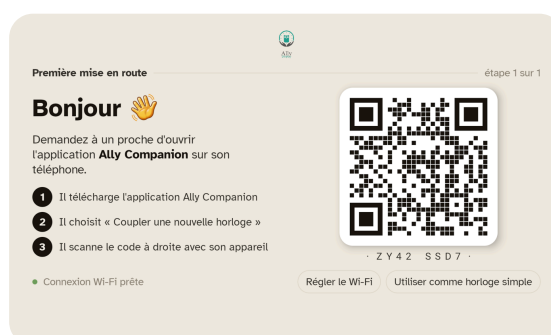 Ally
Première mise en route
étape 1 sur 1
Bonjour 👋
Demandez à un proche d'ouvrir
l'application Ally Companion sur son
téléphone.
1 Il télécharge l'application Ally Companion
2 Il choisit « Coupler une nouvelle horloge »
3 Il scanne le code à droite avec son appareil
· ZY42 SSD7 ·
Connexion Wi-Fi prête
Régler le Wi-Fi
Utiliser comme horloge simple